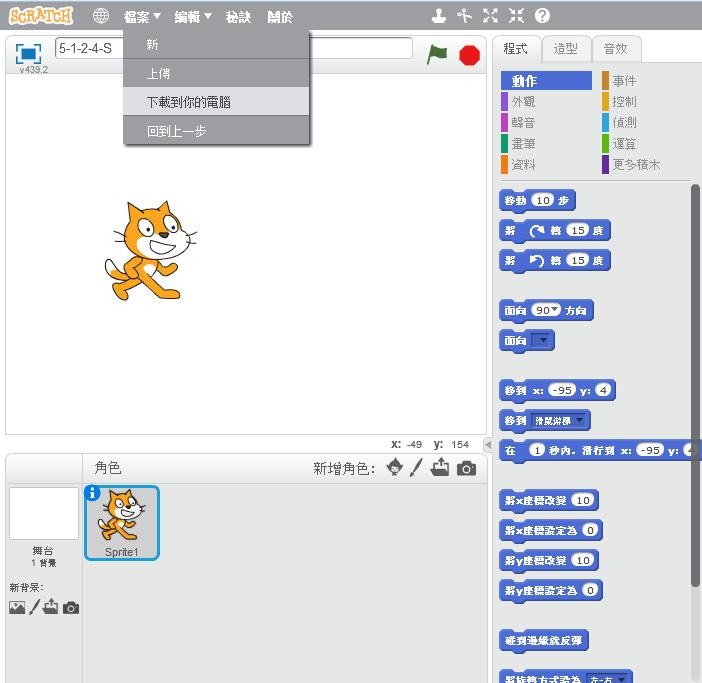 SCRATCH 檔案▼ 編輯▼ 秘訣 關於
新
上傳
下載到你的電腦
回到上一步
v439.2
5-1-2-4-S
x: -49 y: 154
角色
新增角色:
Sprite1
舞台
1 背景
新背景:
程式 造型 音效
動作 事件
外觀 控制
聲音 偵測
畫筆 運算
資料 更多積木
移動 10 步
將 轉 15 度
將 轉 15 度
面向 90▼ 方向
面向
移到 x: -95 y: 4
移到 滑鼠游標
在 1 秒內, 滑行到 x: -95 y: 4
將x座標改變 10
將x座標設定為 0
將y座標改變 10
將y座標設定為 0
碰到邊緣就反彈
將旋轉方式設為 左-右